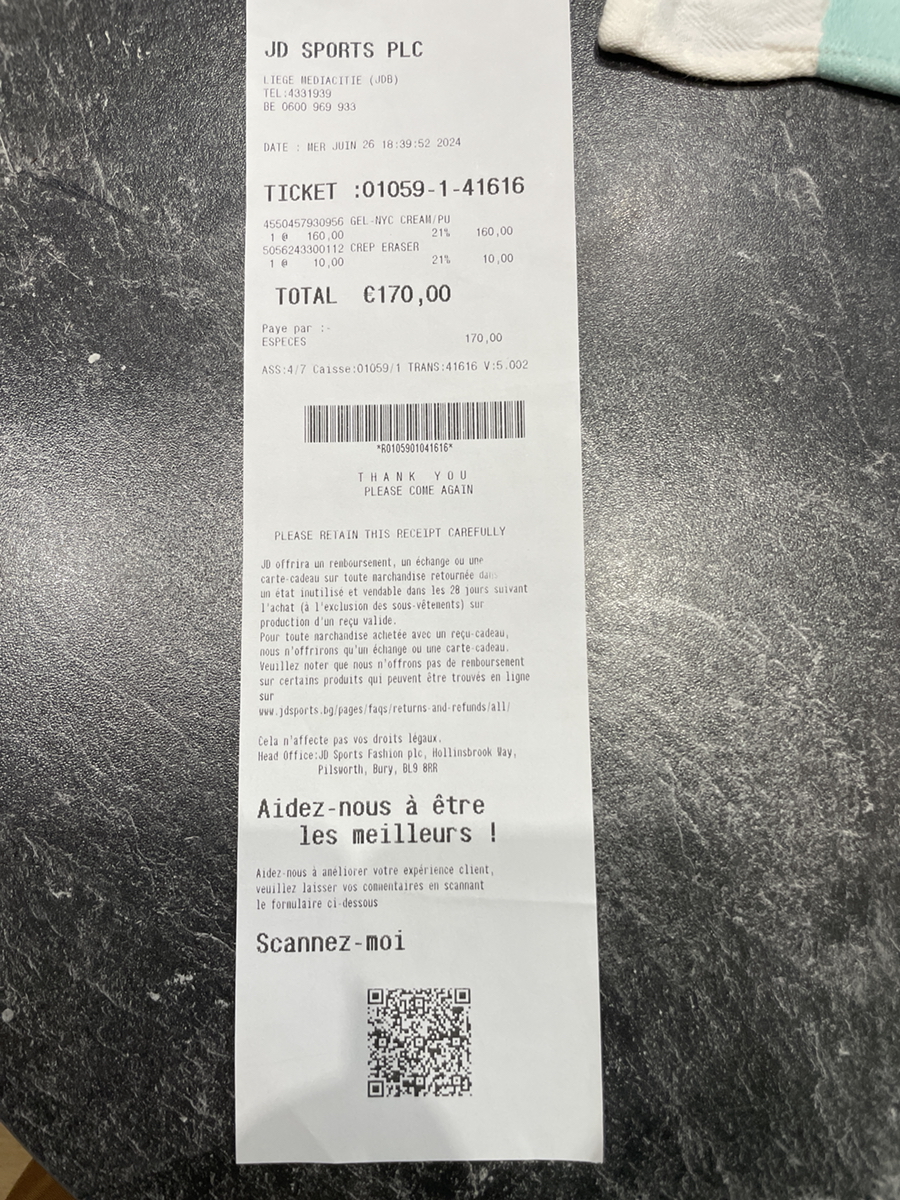 JD SPORTS PLC
LIEGE MEDIACITIE (JDB)
TEL:4331939
BE 0600 969 933
DATE : MER JUIN 26 18:39:52 2024
TICKET :01059-1-41616
4550457930956 GEL-NYC CREAM/PU
1 @ 160,00 21% 160,00
5056243300112 CREP ERASER
1 @ 10,00 21% 10,00
TOTAL €170,00
Paye par :-
ESPECES 170,00
ASS:4/7 Caisse:01059/1 TRANS:41616 V:5.002
*R0105901041616*
THANK YOU
PLEASE COME AGAIN
PLEASE RETAIN THIS RECEIPT CAREFULLY
JD offrira un remboursement, un échange ou une
carte-cadeau sur toute marchandise retournée dans
un état inutilisé et vendable dans les 28 jours suivant
l'achat (à l'exclusion des sous-vêtements) sur
production d'un reçu valide.
Pour toute marchandise achetée avec un reçu-cadeau,
nous n'offrirons qu'un échange ou une carte-cadeau.
Veuillez noter que nous n'offrons pas de remboursement
sur certains produits qui peuvent être trouvés en ligne
sur
www.jdsports.bg/pages/faqs/returns-and-refunds/all/
Cela n'affecte pas vos droits légaux.
Head Office:JD Sports Fashion plc, Hollinsbrook Way,
Pilsworth, Bury, BL9 8RR
Aidez-nous à être
les meilleurs !
Aidez-nous à améliorer votre expérience client,
veuillez laisser vos commentaires en scannant
le formulaire ci-dessous
Scannez-moi